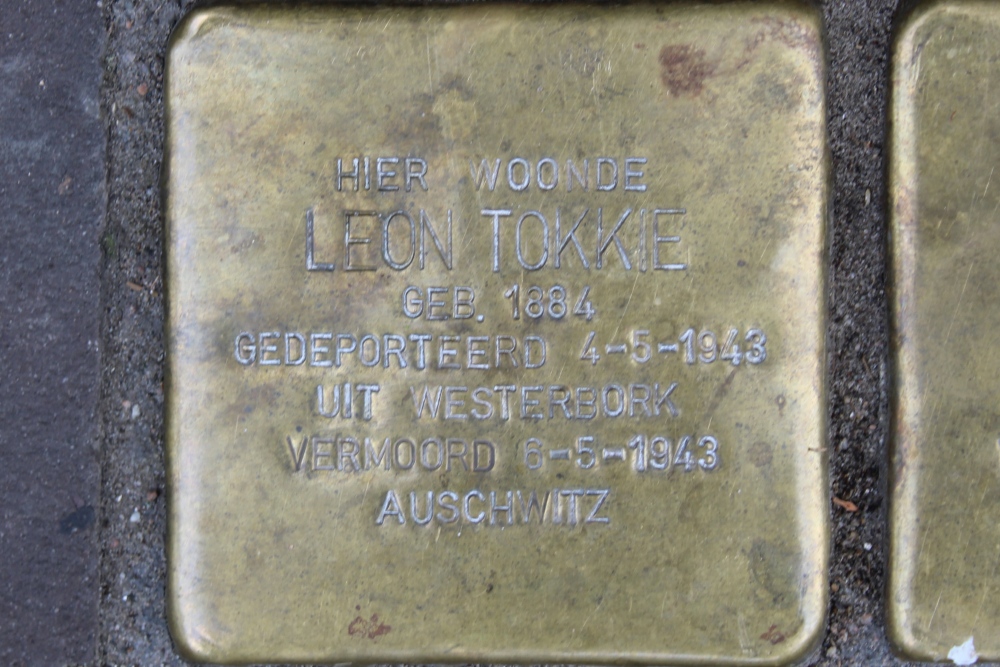 HIER WOONDE
LEON TOKKIE
GEB. 1884
GEDEPORTEERD 4-5-1943
UIT WESTERBORK
VERMOORD 6-5-1943
AUSCHWITZ